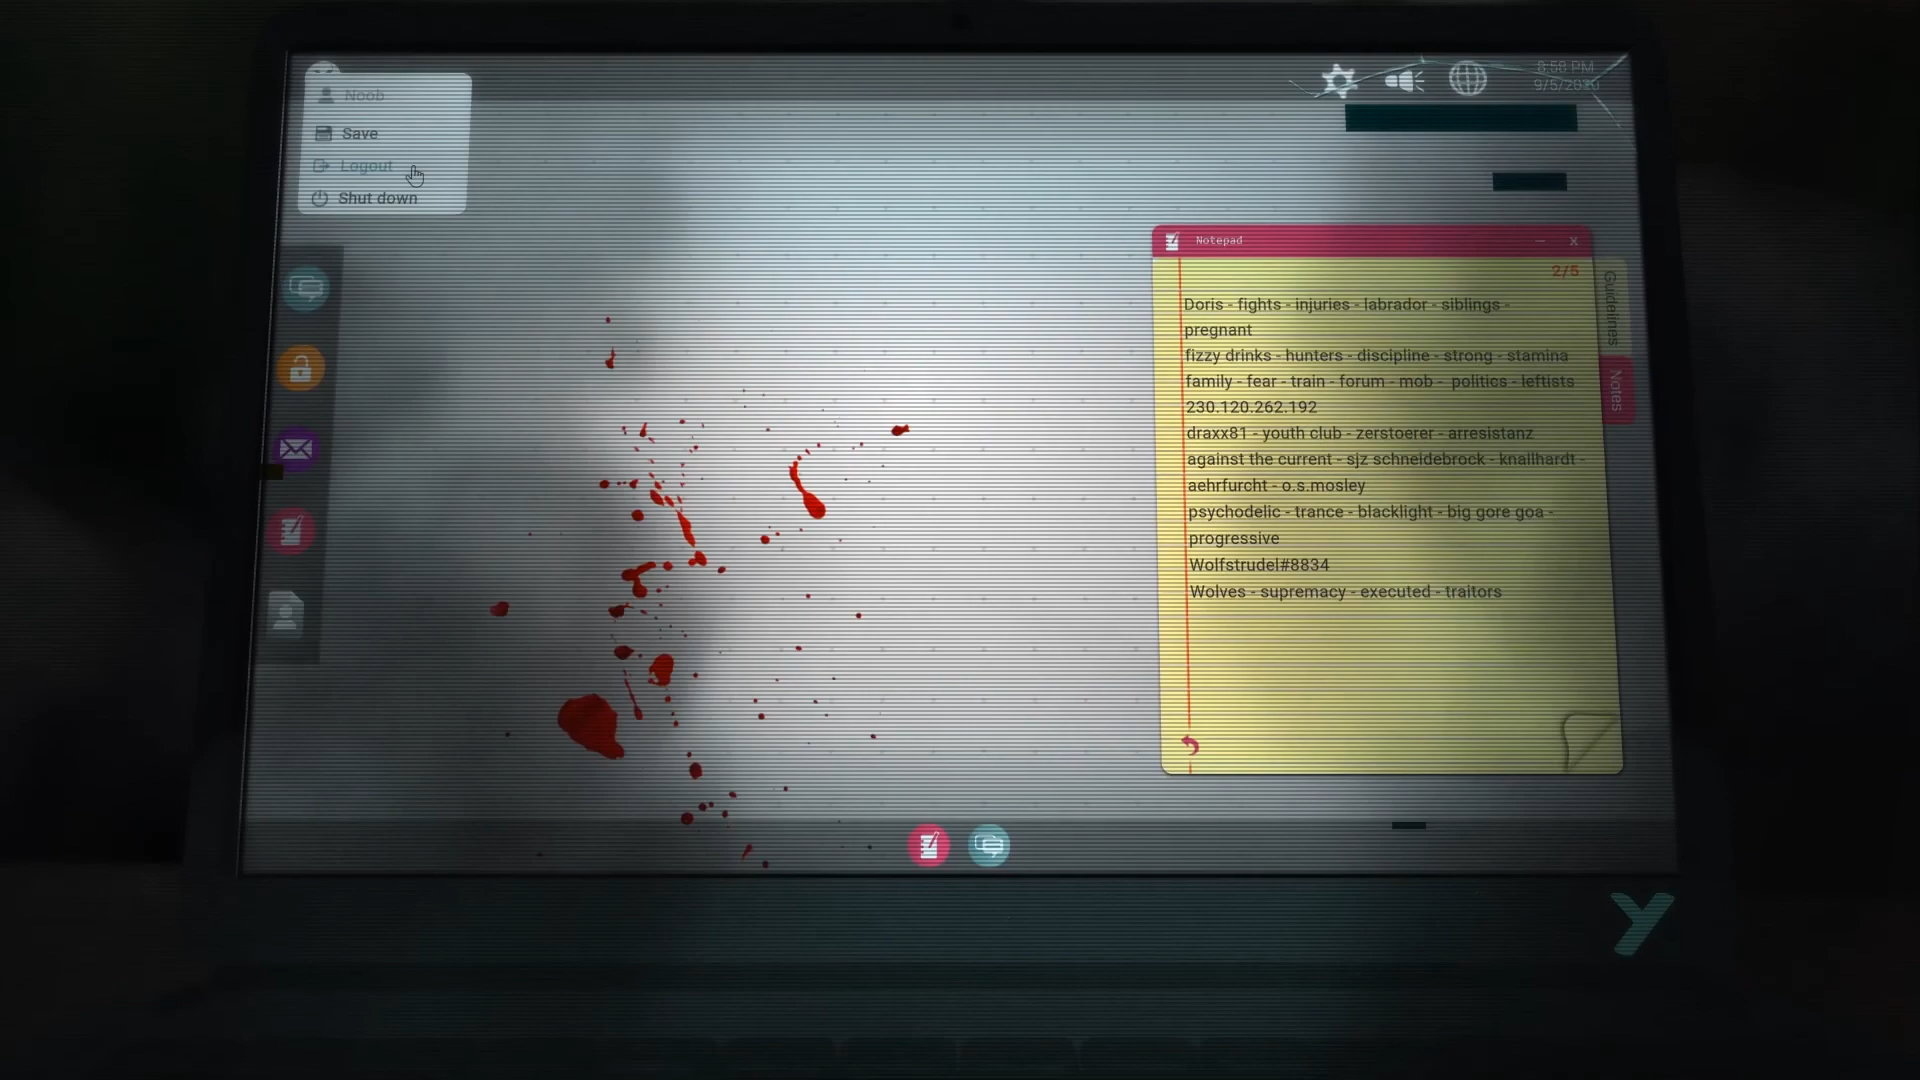 Noob
Save
Logout
Shut down
8:58 PM
9/5/2020
Notepad
2/5
Guidelines
Notes
Doris - fights - injuries - labrador - siblings -
pregnant
fizzy drinks - hunters - discipline - strong - stamina
family - fear - train - forum - mob - politics - leftists
230.120.262.192
draxx81 - youth club - zerstoerer - arresistanz
against the current - sjz schneidebrock - knallhardt -
aehrfurcht - o.s.mosley
psychodelic - trance - blacklight - big gore goa -
progressive
Wolfstrudel#8834
Wolves - supremacy - executed - traitors